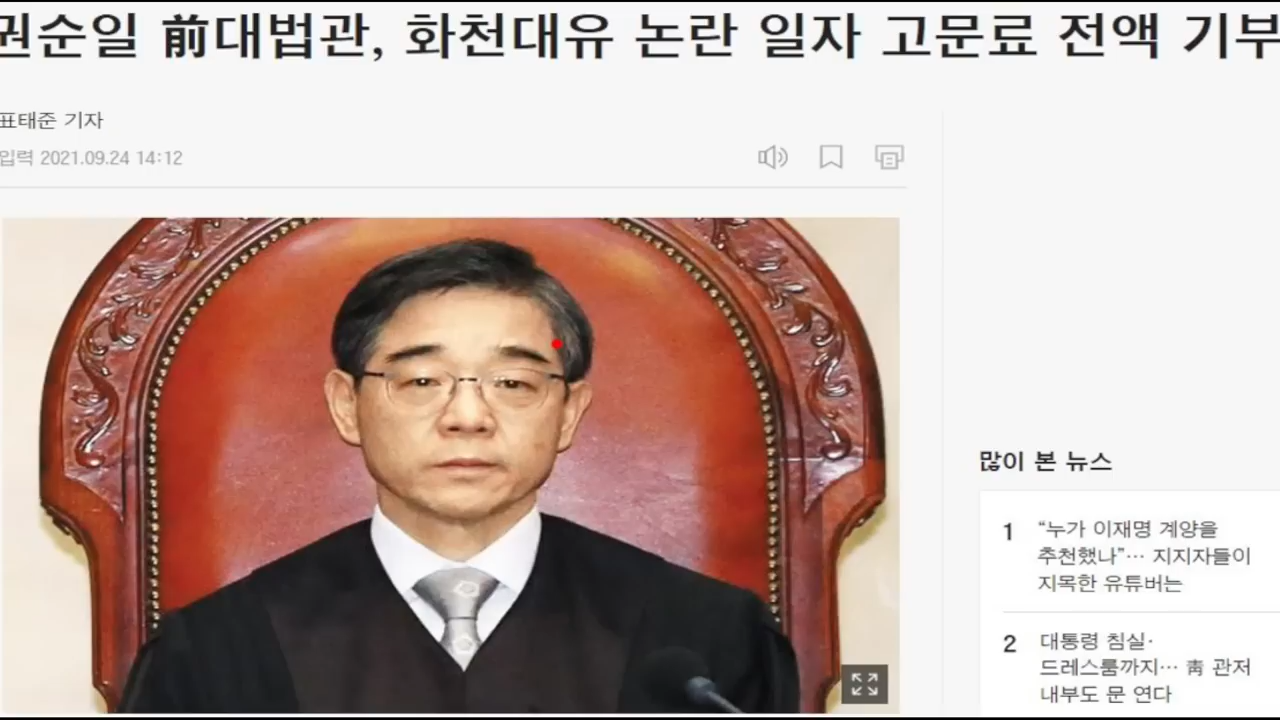 권순일 前대법관, 화천대유 논란 일자 고문료 전액 기부
표태준 기자
입력 2021.09.24 14:12
많이 본 뉴스
1 “누가 이재명 계양을
추천했나”… 지지자들이
지목한 유튜버는
2 대통령 침실·
드레스룸까지… 靑 관저
내부도 문 연다